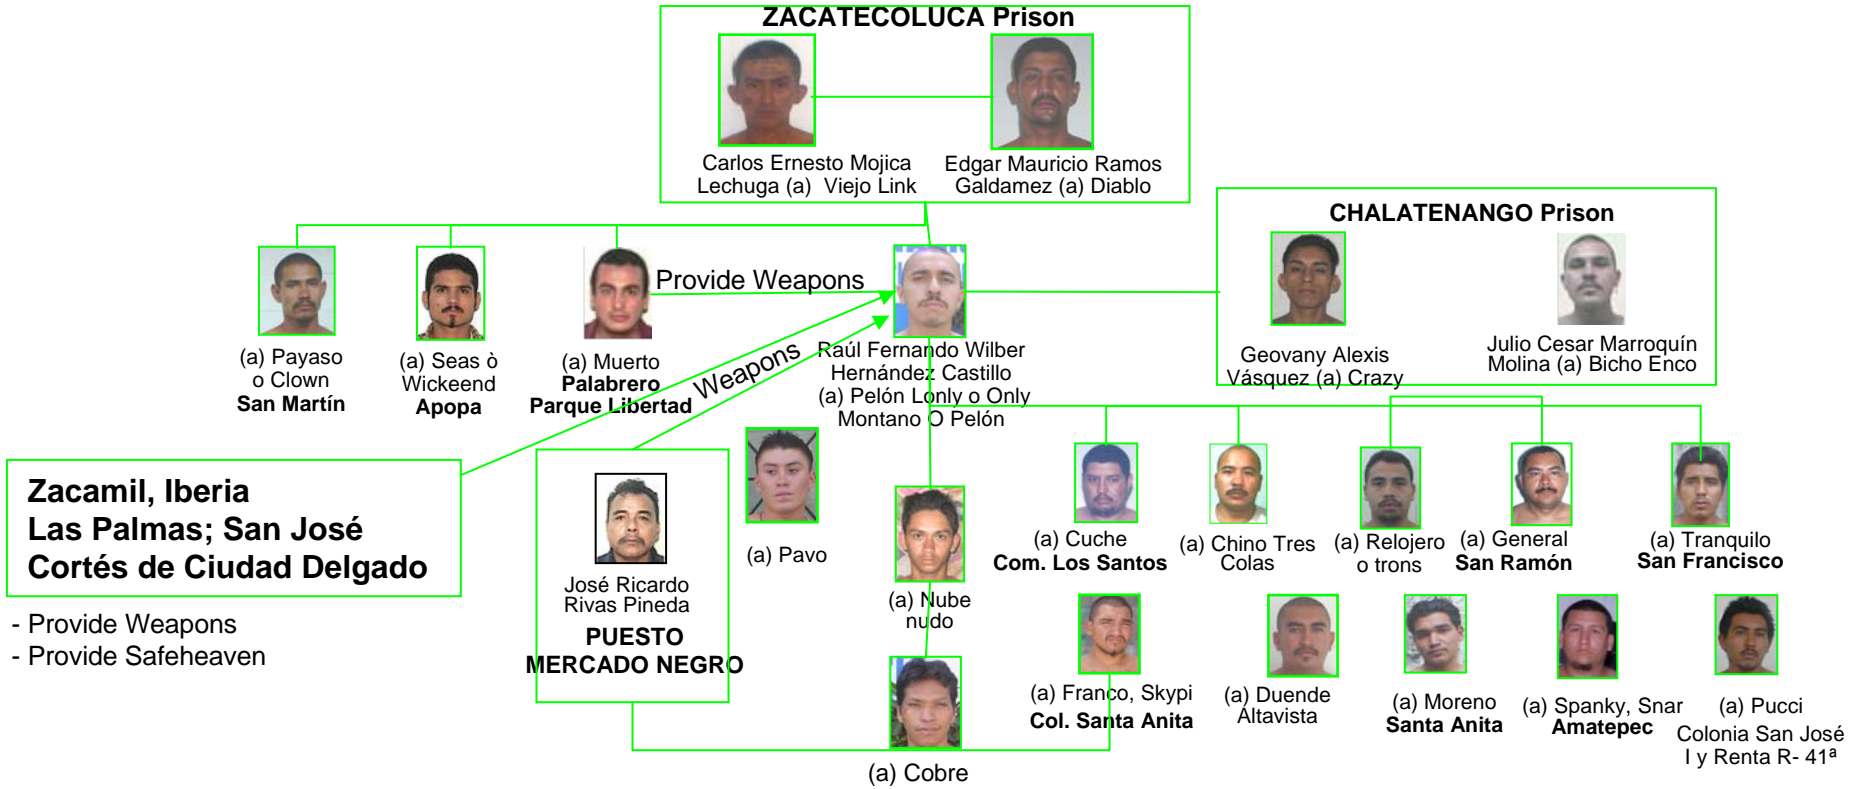 ZACATECOLUCA Prison
Carlos Ernesto Mojica
Lechuga (a) Viejo Link
Edgar Mauricio Ramos
Galdamez (a) Diablo
CHALATENANGO Prison
Geovany Alexis
Vásquez (a) Crazy
Julio Cesar Marroquín
Molina (a) Bicho Enco
(a) Payaso
o Clown
San Martín
(a) Seas ò
Wickeend
Apopa
(a) Muerto
Palabrero
Parque Libertad
Provide Weapons
Weapons
Raúl Fernando Wilber
Hernández Castillo
(a) Pelón Lonly o Only
Montano O Pelón
Zacamil, Iberia
Las Palmas; San José
Cortés de Ciudad Delgado
- Provide Weapons
- Provide Safeheaven
José Ricardo
Rivas Pineda
PUESTO
MERCADO NEGRO
(a) Pavo
(a) Nube
nudo
(a) Cuche
Com. Los Santos
(a) Chino Tres
Colas
(a) Relojero
o trons
(a) General
San Ramón
(a) Tranquilo
San Francisco
(a) Franco, Skypi
Col. Santa Anita
(a) Duende
Altavista
(a) Moreno
Santa Anita
(a) Spanky, Snar
Amatepec
(a) Pucci
Colonia San José
I y Renta R- 41ª
(a) Cobre